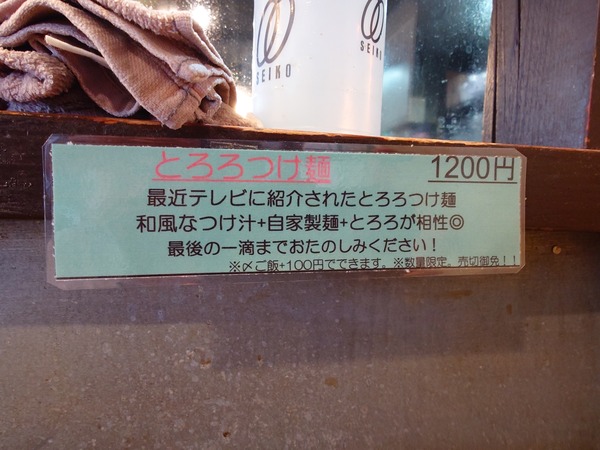 SEIKO
SEIKO
とろろつけ麺 1200円
最近テレビに紹介されたとろろつけ麺
和風なつけ汁+自家製麺+とろろが相性◎
最後の一滴までおたのしみください！
※〆ご飯+100円でできます。※数量限定。売切御免！！